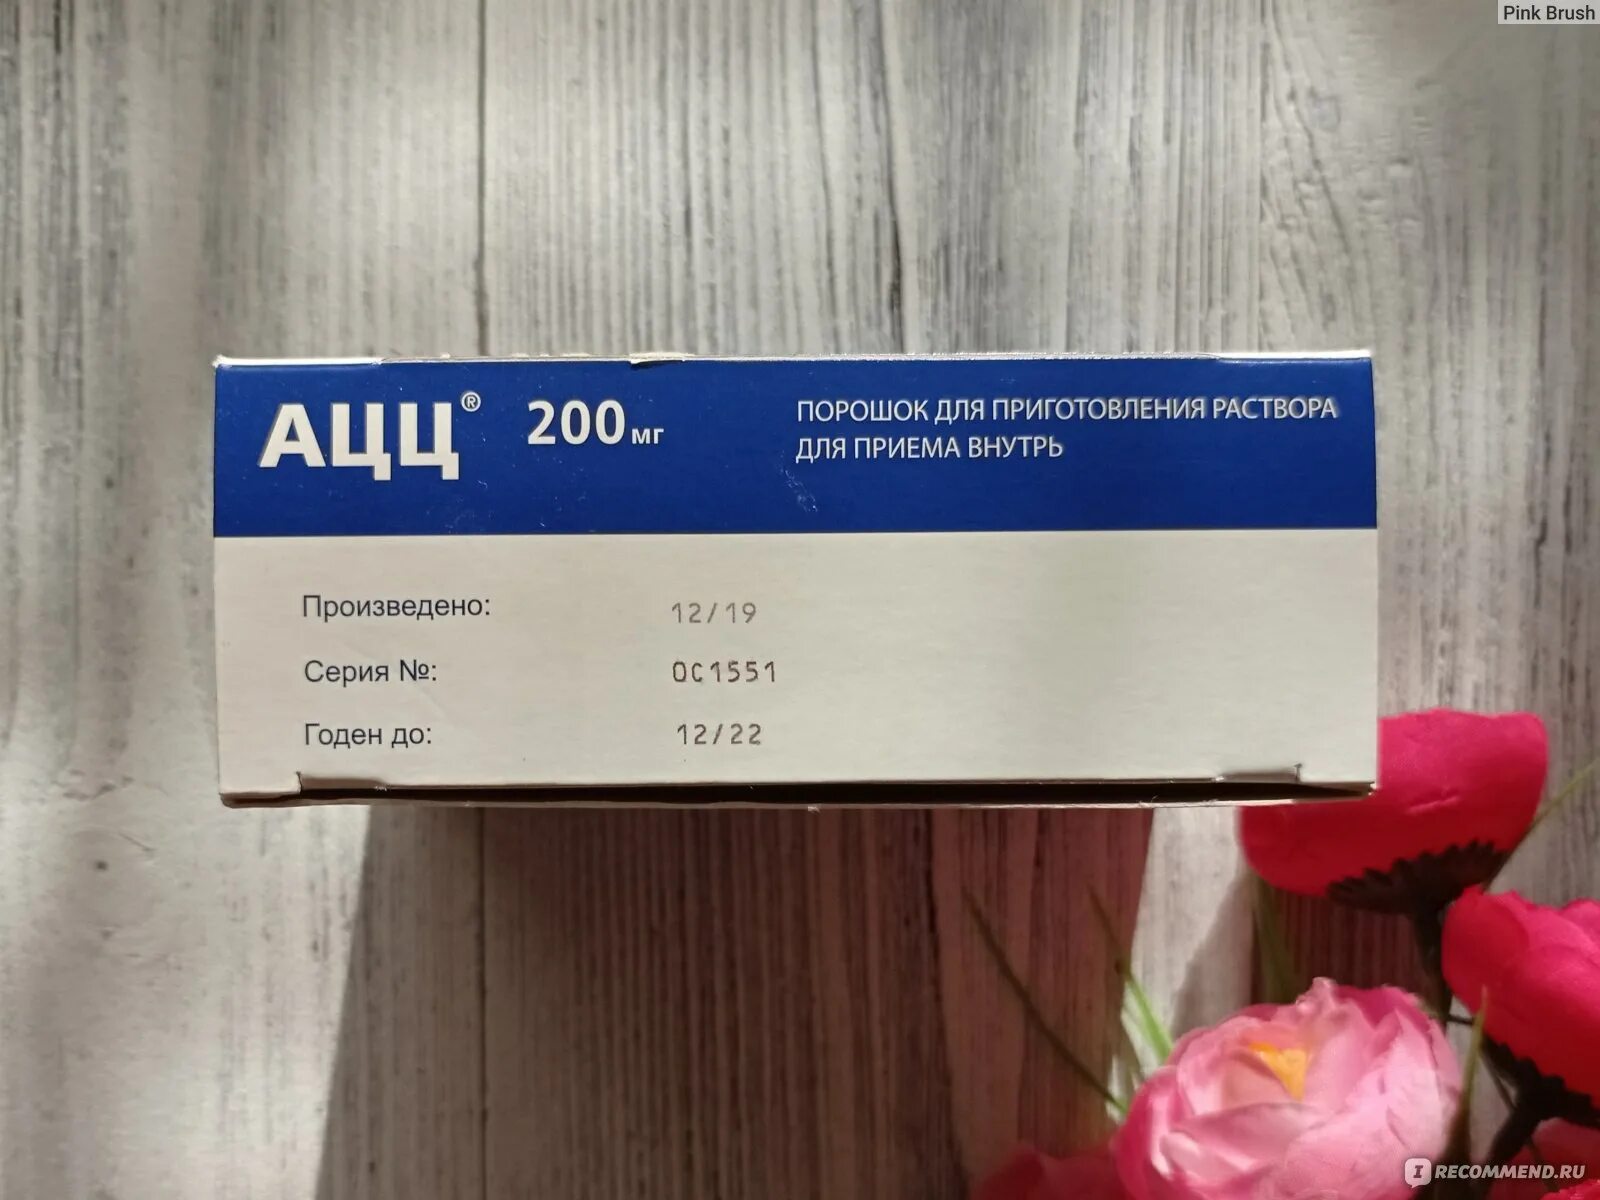 Pink Brush
АЦЦ® 200 мг
ПОРОШОК ДЛЯ ПРИГОТОВЛЕНИЯ РАСТВОРА
ДЛЯ ПРИЕМА ВНУТРЬ
Произведено: 12/19
Серия №: 0C1551
Годен до: 12/22
IRECOMMEND.RU